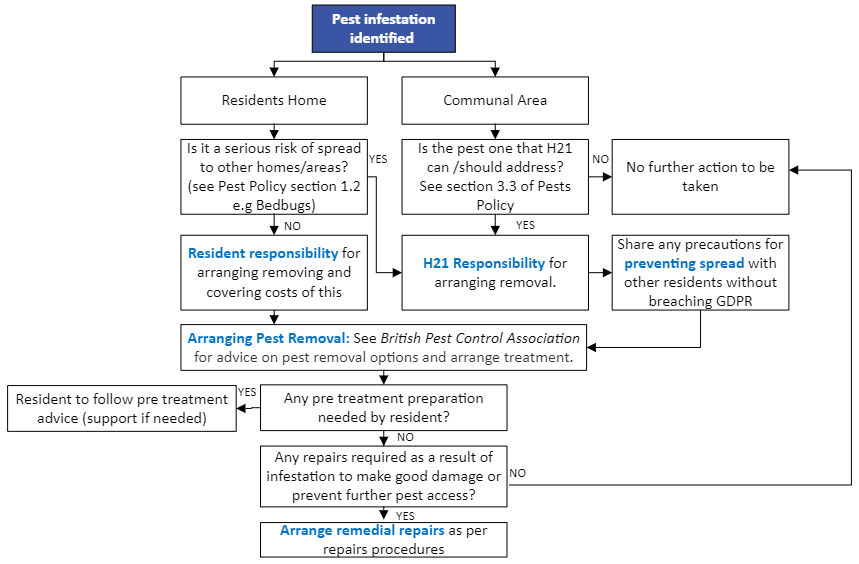 Pest infestation
identified
Residents Home
Communal Area
Is it a serious risk of spread
to other homes/areas?
(see Pest Policy section 1.2
e.g Bedbugs)
YES
Is the pest one that H21
can /should address?
See section 3.3 of Pests
Policy
NO
No further action to be
taken
NO
YES
Resident responsibility for
arranging removing and
covering costs of this
H21 Responsibility for
arranging removal.
Share any precautions for
preventing spread with
other residents without
breaching GDPR
Arranging Pest Removal: See British Pest Control Association
for advice on pest removal options and arrange treatment.
Resident to follow pre treatment
advice (support if needed)
YES
Any pre treatment preparation
needed by resident?
NO
Any repairs required as a result of
infestation to make good damage or
prevent further pest access?
NO
YES
Arrange remedial repairs as per
repairs procedures